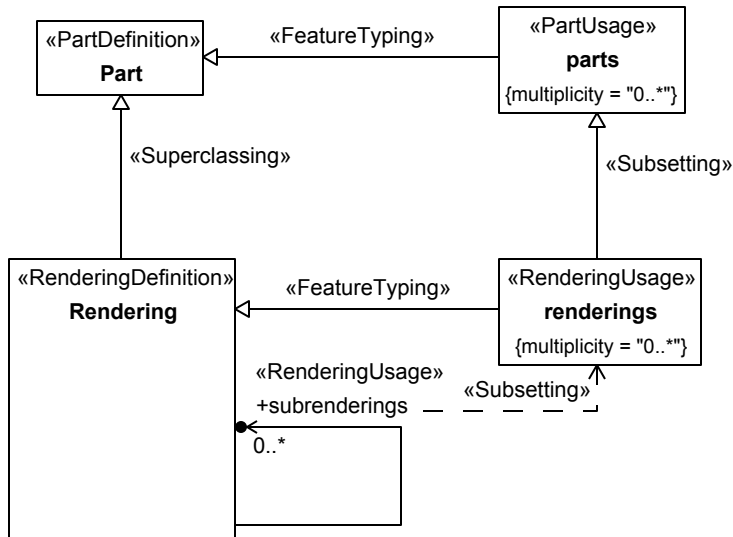 «PartDefinition»
Part
«FeatureTyping»
«PartUsage»
parts
{multiplicity = "0..*"}
«Superclassing»
«Subsetting»
«RenderingDefinition»
Rendering
«FeatureTyping»
«RenderingUsage»
renderings
{multiplicity = "0..*"}
«RenderingUsage»
+subrenderings
«Subsetting»
0..*